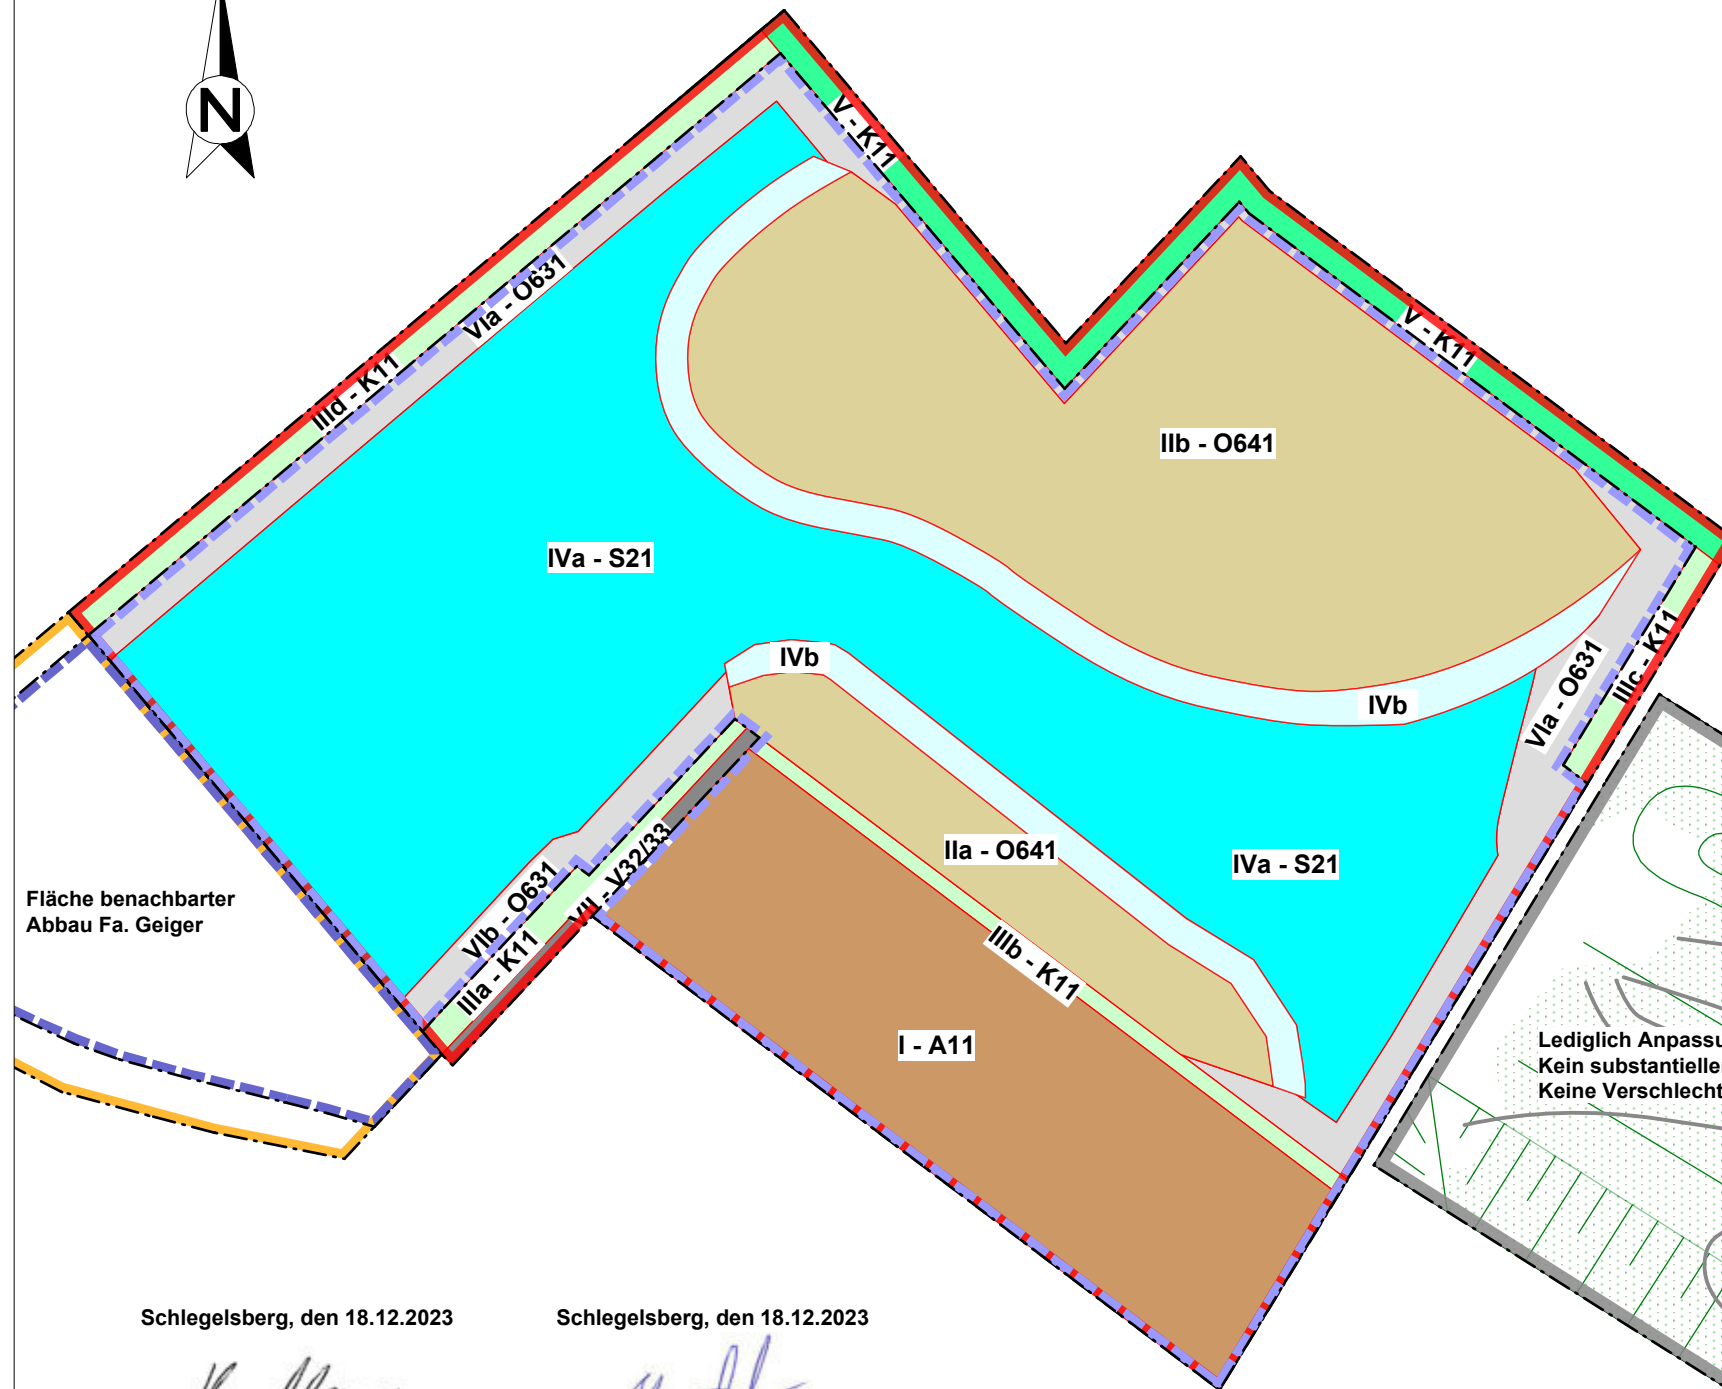 N
V - K11
VIa - O631
IIId - K11
V - K11
IIb - O641
IVa - S21
IVb
IVb
VIa - O631
IIIc - K11
IIa - O641
IVa - S21
VII - V32/33
VIb - O631
IIIa - K11
IIIb - K11
Fläche benachbarter
Abbau Fa. Geiger
I - A11
Lediglich Anpassu
Kein substantielle
Keine Verschlecht
Schlegelsberg, den 18.12.2023
Schlegelsberg, den 18.12.2023